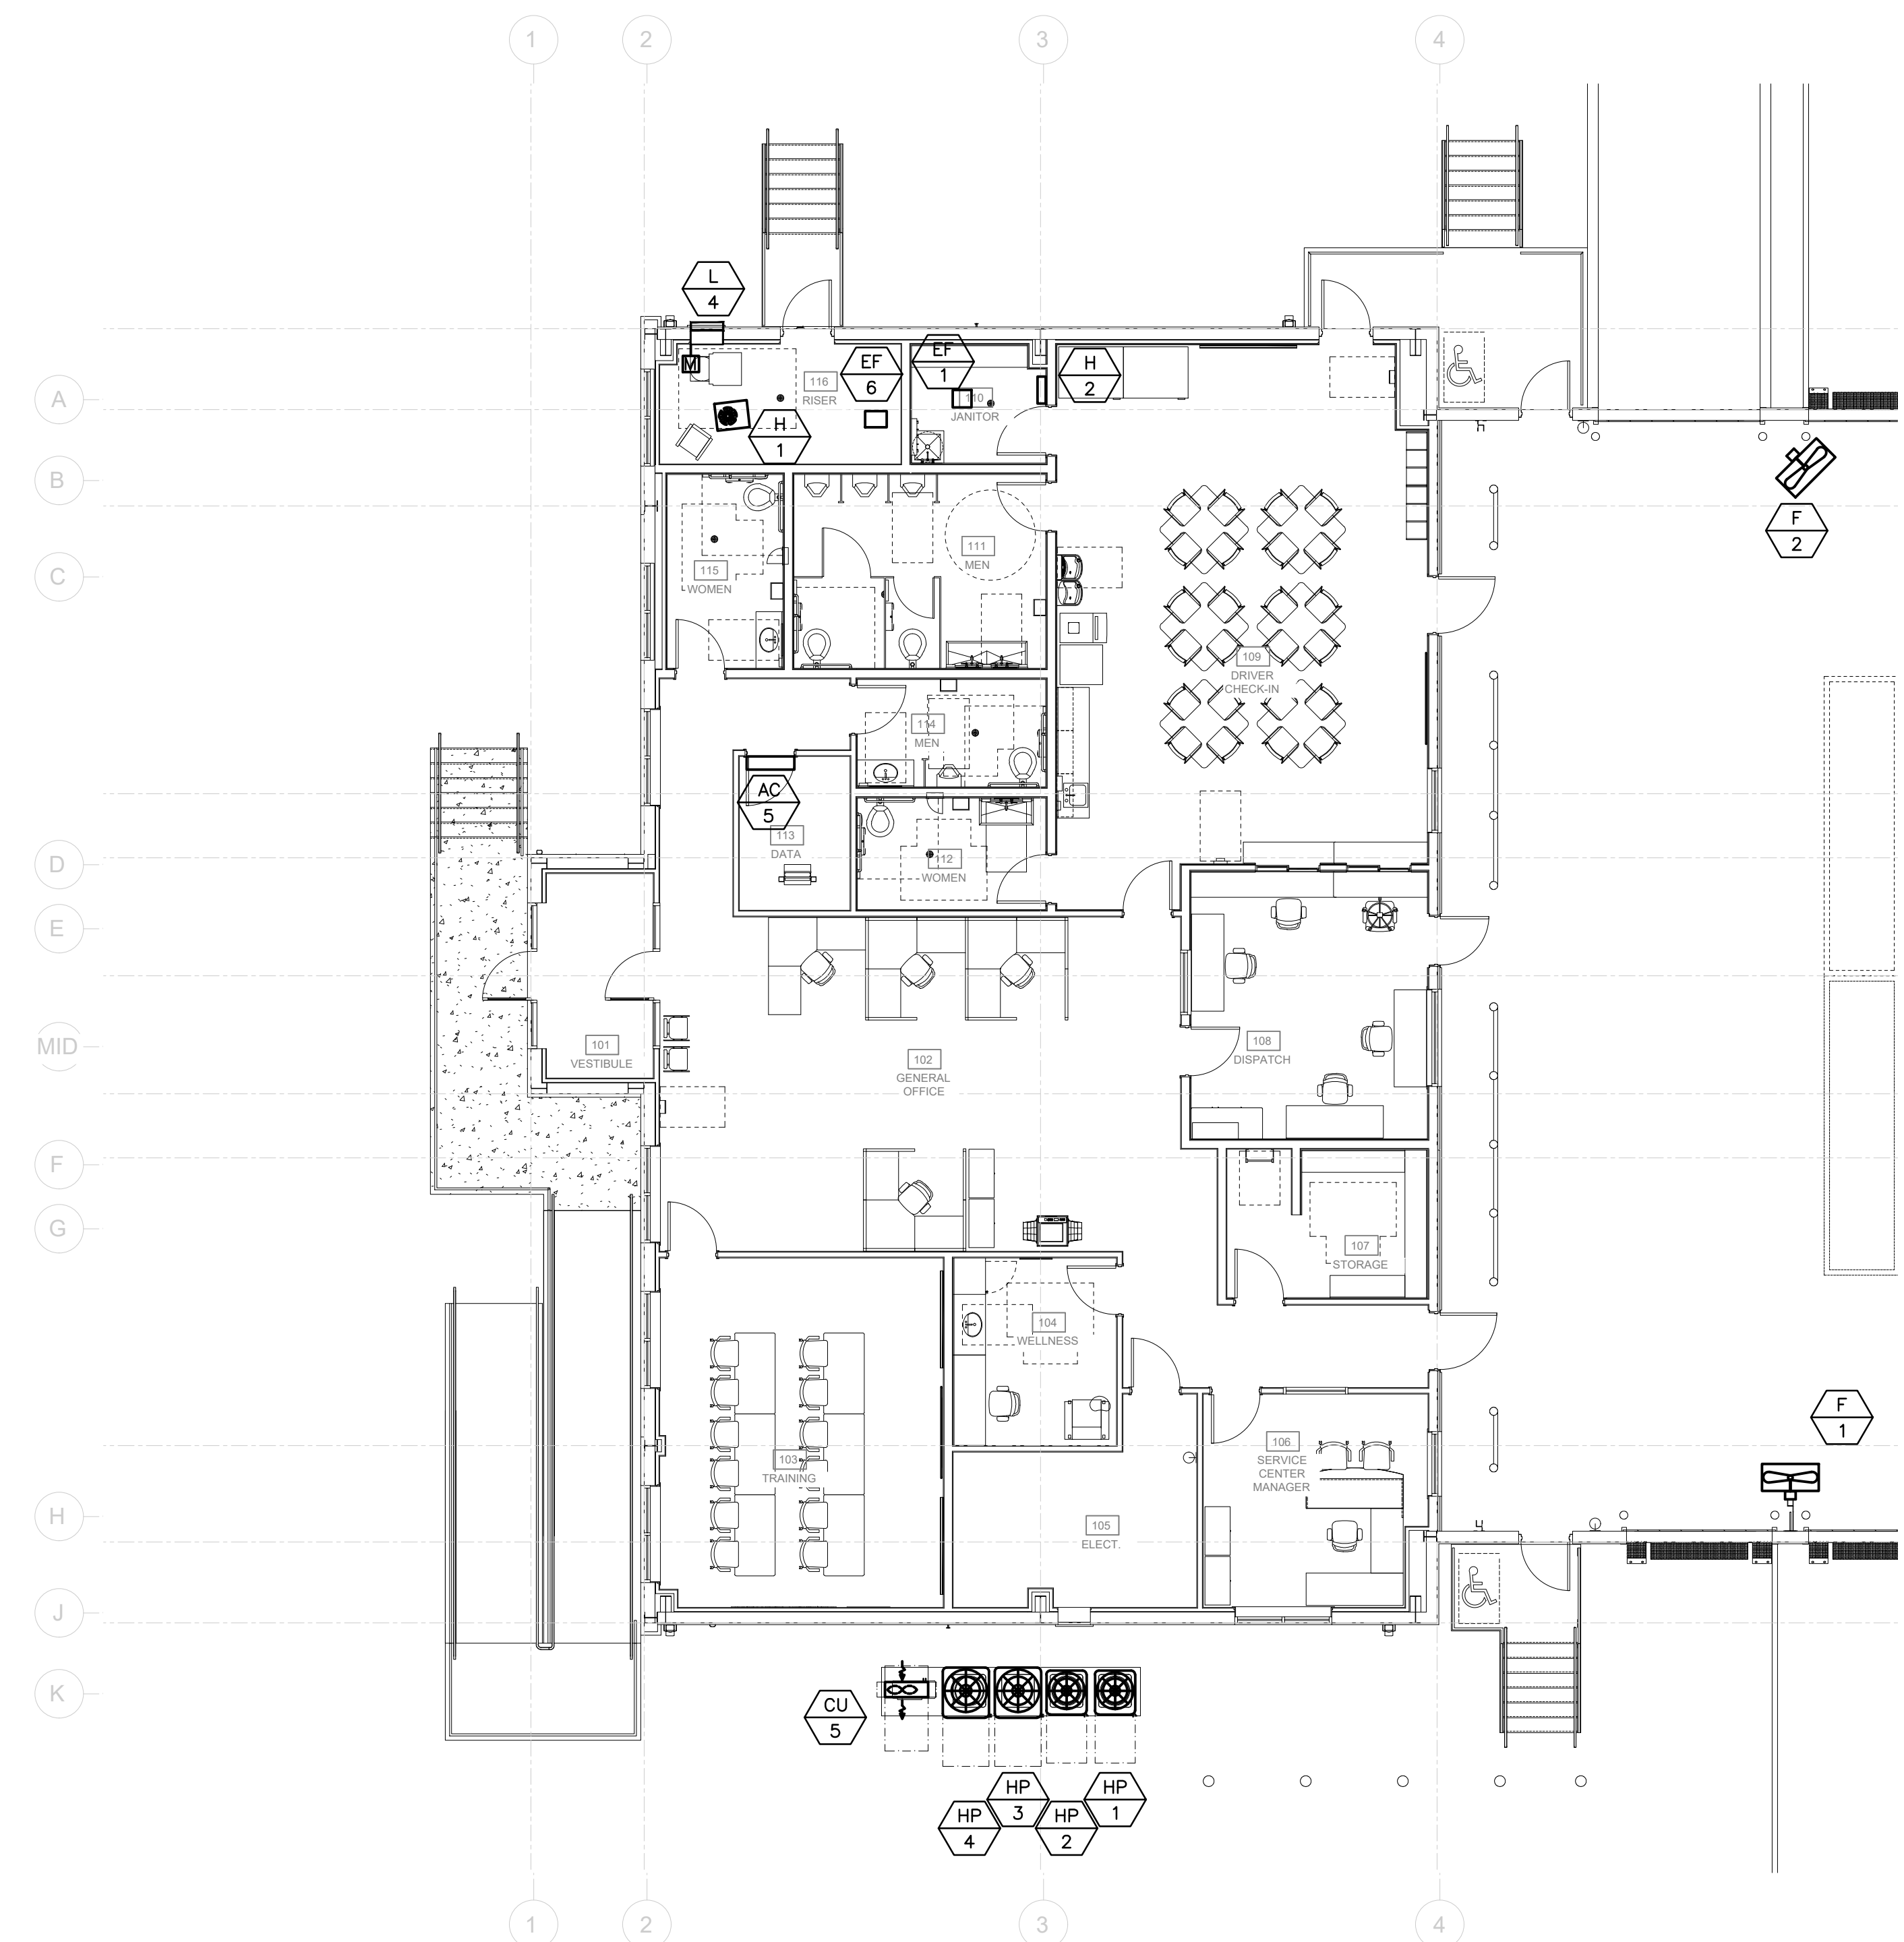 1
2
3
4
L
4
M
EF
6
EF
1
H
2
116
RISER
110
JANITOR
A
H
1
B
F
2
111
MEN
115
WOMEN
C
109
DRIVER
CHECK-IN
114
MEN
AC
5
113
DATA
112
WOMEN
D
E
101
VESTIBULE
102
GENERAL
OFFICE
108
DISPATCH
MID
F
G
107
STORAGE
104
WELLNESS
F
1
103
TRAINING
106
SERVICE
CENTER
MANAGER
105
ELECT.
H
J
K
CU
5
HP
4
HP
3
HP
2
HP
1
1
2
3
4